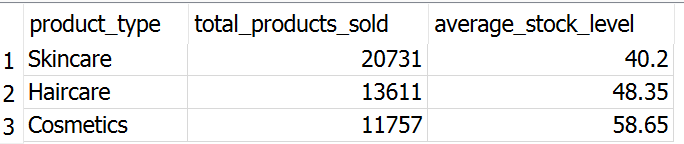 product_type total_products_sold average_stock_level
1 Skincare 20731 40.2
2 Haircare 13611 48.35
3 Cosmetics 11757 58.65